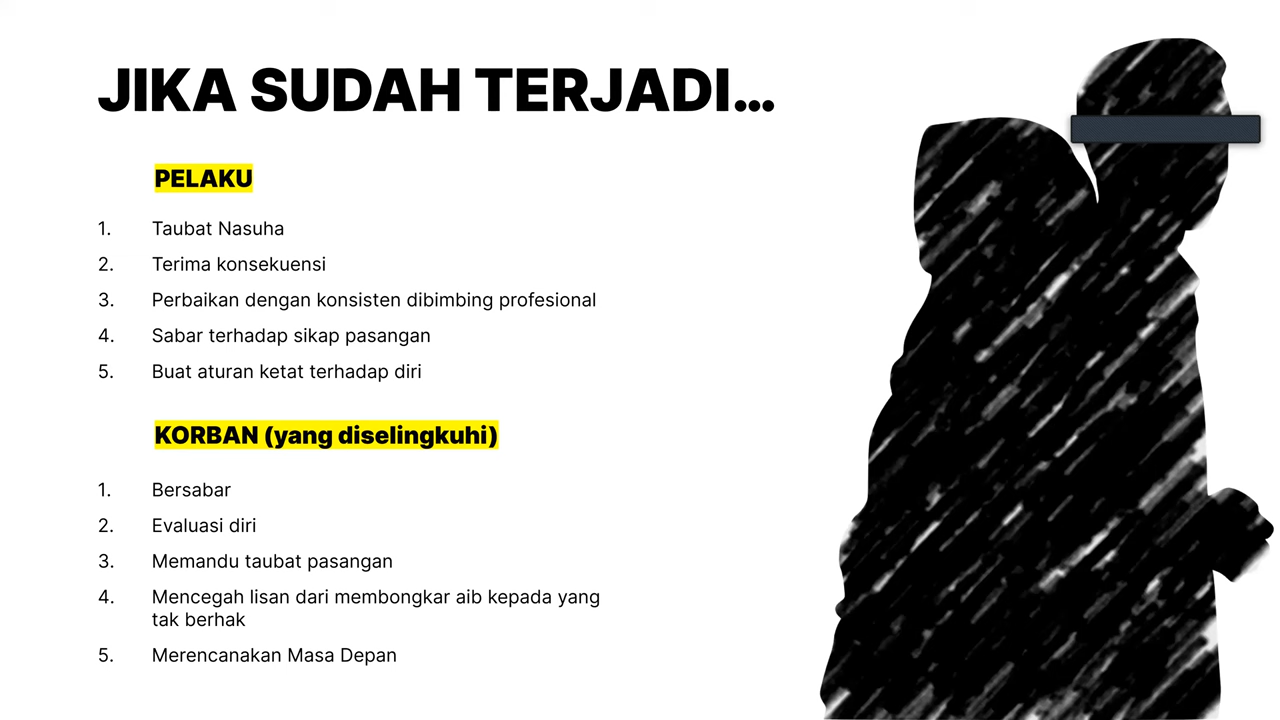 JIKA SUDAH TERJADI...
PELAKU
1. Taubat Nasuha
2. Terima konsekuensi
3. Perbaikan dengan konsisten dibimbing profesional
4. Sabar terhadap sikap pasangan
5. Buat aturan ketat terhadap diri
KORBAN (yang diselingkuhi)
1. Bersabar
2. Evaluasi diri
3. Memandu taubat pasangan
4. Mencegah lisan dari membongkar aib kepada yang
tak berhak
5. Merencanakan Masa Depan